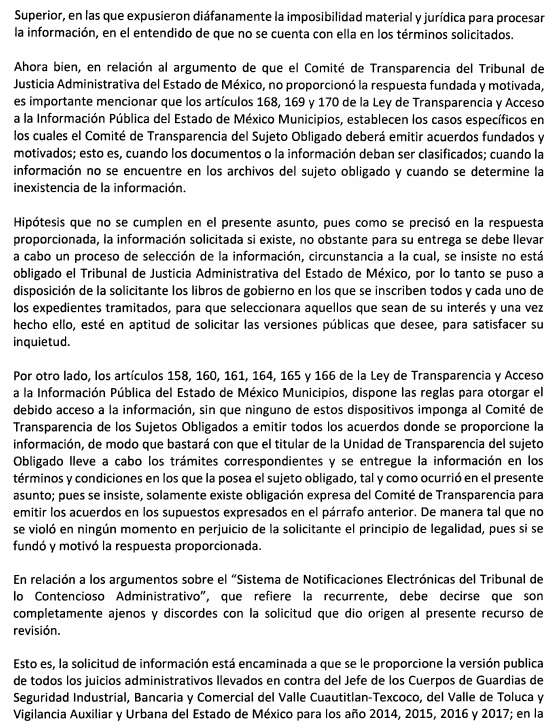 Superior, en las que expusieron diáfanamente la imposibilidad material y jurídica para procesar
la información, en el entendido de que no se cuenta con ella en los términos solicitados.
Ahora bien, en relación al argumento de que el Comité de Transparencia del Tribunal de
Justicia Administrativa del Estado de México, no proporcionó la respuesta fundada y motivada,
es importante mencionar que los artículos 168, 169 y 170 de la Ley de Transparencia y Acceso
a la Información Pública del Estado de México Municipios, establecen los casos específicos en
los cuales el Comité de Transparencia del Sujeto Obligado deberá emitir acuerdos fundados y
motivados; esto es, cuando los documentos o la información deban ser clasificados; cuando la
información no se encuentre en los archivos del sujeto obligado y cuando se determine la
inexistencia de la información.
Hipótesis que no se cumplen en el presente asunto, pues como se precisó en la respuesta
proporcionada, la información solicitada si existe, no obstante para su entrega se debe llevar
a cabo un proceso de selección de la información, circunstancia a la cual, se insiste no está
obligado el Tribunal de Justicia Administrativa del Estado de México, por lo tanto se puso a
disposición de la solicitante los libros de gobierno en los que se inscriben todos y cada uno de
los expedientes tramitados, para que seleccionara aquellos que sean de su interés y una vez
hecho ello, esté en aptitud de solicitar las versiones públicas que desee, para satisfacer su
inquietud.
Por otro lado, los artículos 158, 160, 161, 164, 165 y 166 de la Ley de Transparencia y Acceso
a la Información Pública del Estado de México Municipios, dispone las reglas para otorgar el
debido acceso a la información, sin que ninguno de estos dispositivos imponga al Comité de
Transparencia de los Sujetos Obligados a emitir todos los acuerdos donde se proporcione la
información, de modo que bastará con que el titular de la Unidad de Transparencia del sujeto
Obligado lleve a cabo los trámites correspondientes y se entregue la información en los
términos y condiciones en los que la posea el sujeto obligado, tal y como ocurrió en el presente
asunto; pues se insiste, solamente existe obligación expresa del Comité de Transparencia para
emitir los acuerdos en los supuestos expresados en el párrafo anterior. De manera tal que no
se violó en ningún momento en perjuicio de la solicitante el principio de legalidad, pues si se
fundó y motivó la respuesta proporcionada.
En relación a los argumentos sobre el “Sistema de Notificaciones Electrónicas del Tribunal de
lo Contencioso Administrativo”, que refiere la recurrente, debe decirse que son
completamente ajenos y discordes con la solicitud que dio origen al presente recurso de
revisión.
Esto es, la solicitud de información está encaminada a que se le proporcione la versión publica
de todos los juicios administrativos llevados en contra del Jefe de los Cuerpos de Guardias de
Seguridad Industrial, Bancaria y Comercial del Valle Cuautitlan-Texcoco, del Valle de Toluca y
Vigilancia Auxiliar y Urbana del Estado de México para los año 2014, 2015, 2016 y 2017; en la